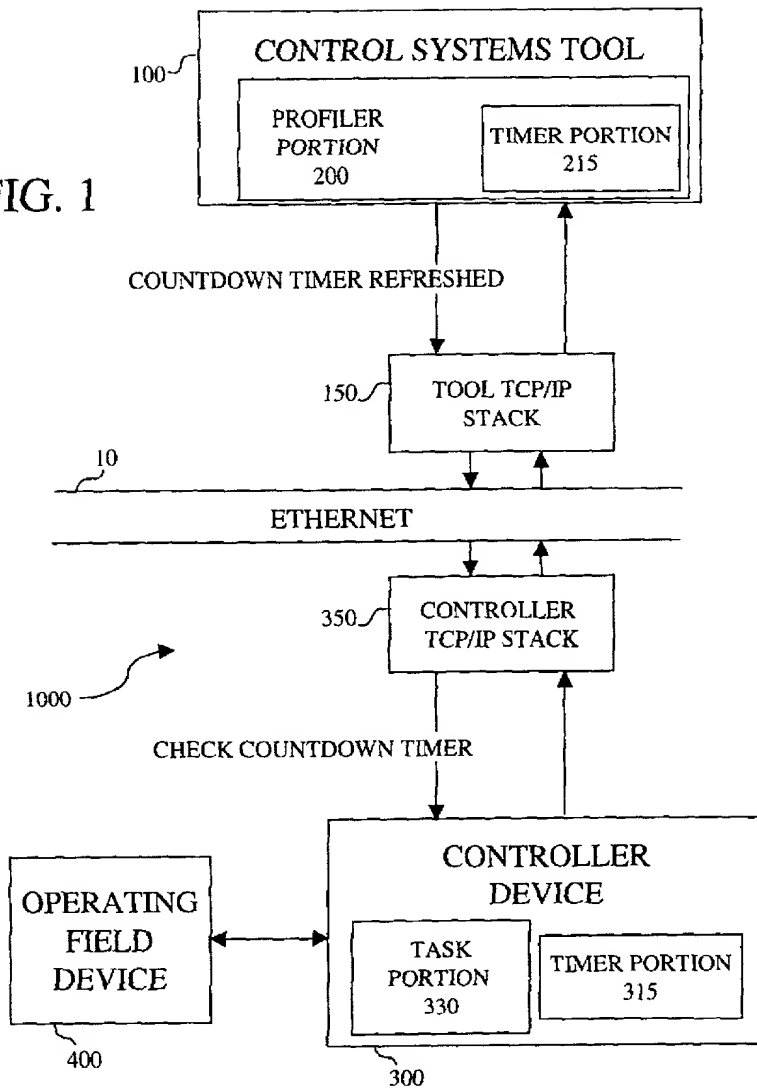 CONTROL SYSTEMS TOOL
100
PROFILER
PORTION
200
TIMER PORTION
215
FIG. 1
COUNTDOWN TIMER REFRESHED
150
TOOL TCP/IP
STACK
10
ETHERNET
350
CONTROLLER
TCP/IP STACK
1000
CHECK COUNTDOWN TIMER
CONTROLLER
DEVICE
OPERATING
FIELD
DEVICE
TASK
PORTION
330
TIMER PORTION
315
400
300